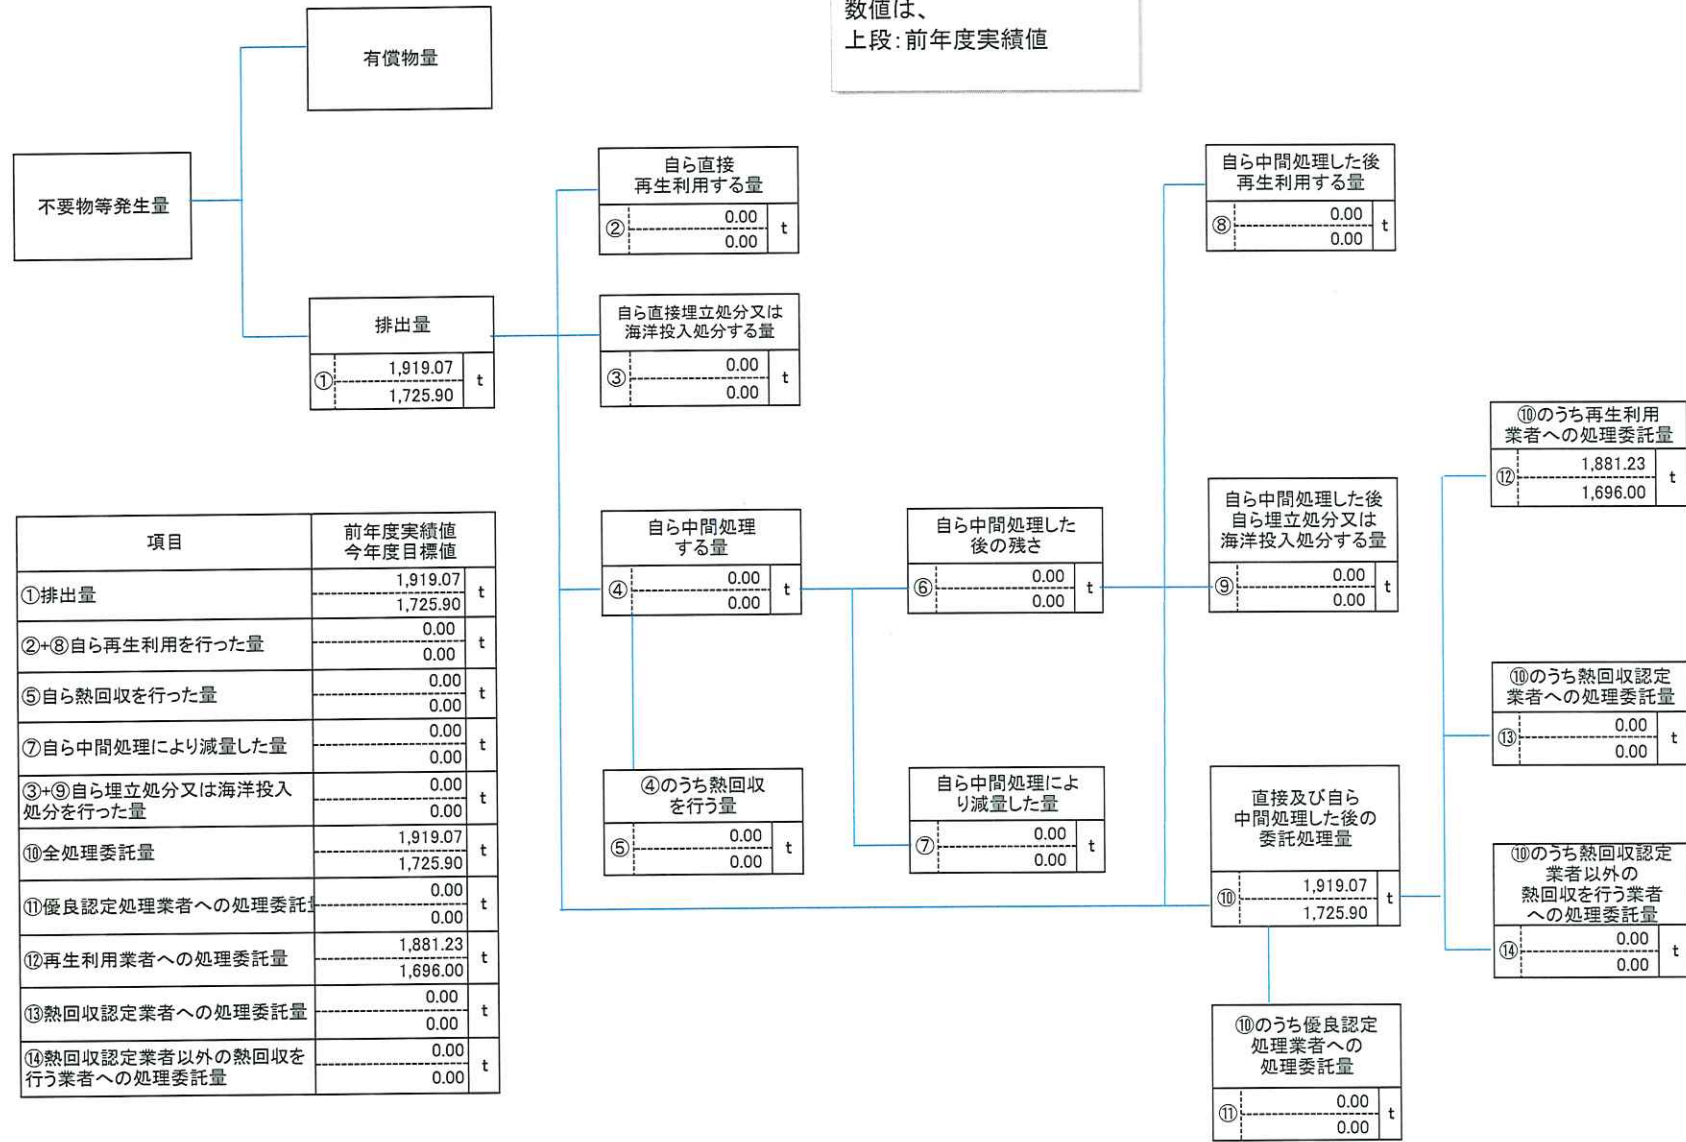 数値は、
上段：前年度実績値
有償物量
不要物等発生量
排出量
① 1,919.07 t
1,725.90
自ら直接
再生利用する量
② 0.00 t
0.00
自ら直接埋立処分又は
海洋投入処分する量
③ 0.00 t
0.00
自ら中間処理
する量
④ 0.00 t
0.00
④のうち熱回収
を行う量
⑤ 0.00 t
0.00
自ら中間処理した
後の残さ
⑥ 0.00 t
0.00
自ら中間処理によ
り減量した量
⑦ 0.00 t
0.00
自ら中間処理した後
再生利用する量
⑧ 0.00 t
0.00
自ら中間処理した後
自ら埋立処分又は
海洋投入処分する量
⑨ 0.00 t
0.00
直接及び自ら
中間処理した後の
委託処理量
⑩ 1,919.07 t
1,725.90
⑩のうち優良認定
処理業者への
処理委託量
⑪ 0.00 t
0.00
⑩のうち再生利用
業者への処理委託量
⑫ 1,881.23 t
1,696.00
⑩のうち熱回収認定
業者への処理委託量
⑬ 0.00 t
0.00
⑩のうち熱回収認定
業者以外の
熱回収を行う業者
への処理委託量
⑭ 0.00 t
0.00
項目 前年度実績値
今年度目標値
①排出量 1,919.07 t
1,725.90
②+⑧自ら再生利用を行った量 0.00 t
0.00
⑤自ら熱回収を行った量 0.00 t
0.00
⑦自ら中間処理により減量した量 0.00 t
0.00
③+⑨自ら埋立処分又は海洋投入 0.00 t
処分を行った量 0.00
⑩全処理委託量 1,919.07 t
1,725.90
⑪優良認定処理業者への処理委託 0.00 t
0.00
⑫再生利用業者への処理委託量 1,881.23 t
1,696.00
⑬熱回収認定業者への処理委託量 0.00 t
0.00
⑭熱回収認定業者以外の熱回収を 0.00 t
行う業者への処理委託量 0.00